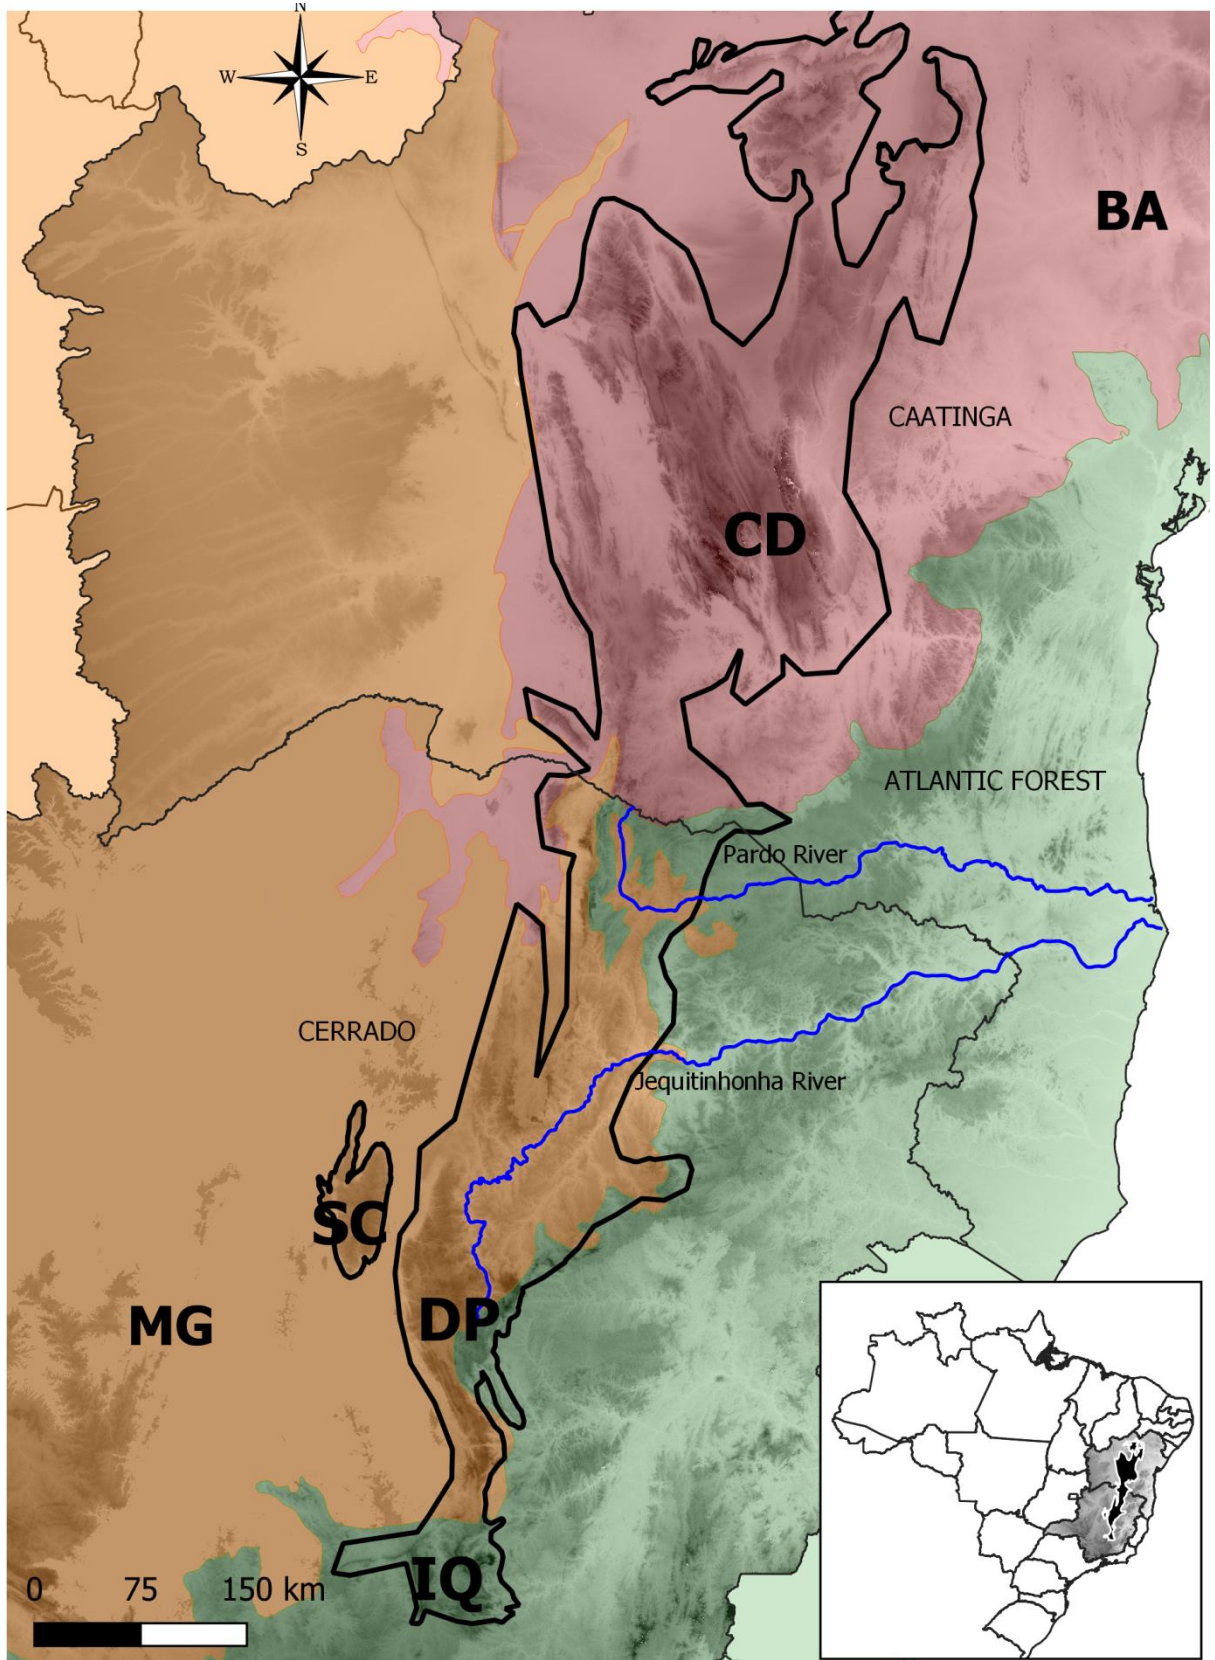 N
W
E
S
BA
CAATINGA
CD
ATLANTIC FOREST
Pardo River
CERRADO
Jequitinhonha River
SC
MG
DP
IQ
0 75 150 km